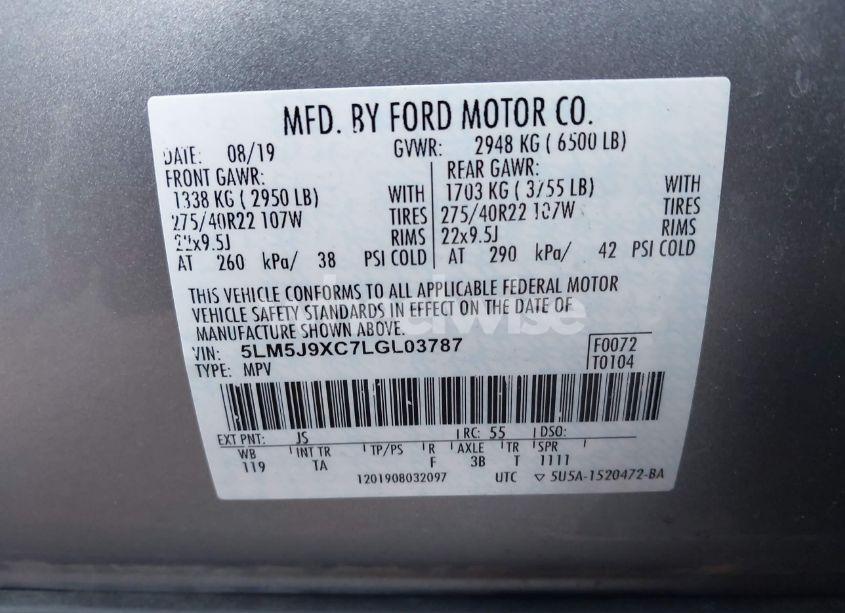 MFD. BY FORD MOTOR CO.
DATE: 08/19 GVWR: 2948 KG ( 6500 LB)
FRONT GAWR: REAR GAWR:
1338 KG ( 2950 LB) WITH 1703 KG ( 3755 LB) WITH
275/40R22 107W TIRES 275/40R22 107W TIRES
22x9.5J RIMS 22x9.5J RIMS
AT 260 kPa/ 38 PSI COLD AT 290 kPa/ 42 PSI COLD
THIS VEHICLE CONFORMS TO ALL APPLICABLE FEDERAL MOTOR
VEHICLE SAFETY STANDARDS IN EFFECT ON THE DATE OF
MANUFACTURE SHOWN ABOVE.
VIN: 5LM5J9XC7LGL03787 F0072
TYPE: MPV T0104
EXT PNT: JS RC: 55 DSO:
WB INT TR TP/PS R AXLE TR SPR
119 TA F 3B T 1111
1201908032097 UTC ▽ 5U5A-1520472-BA